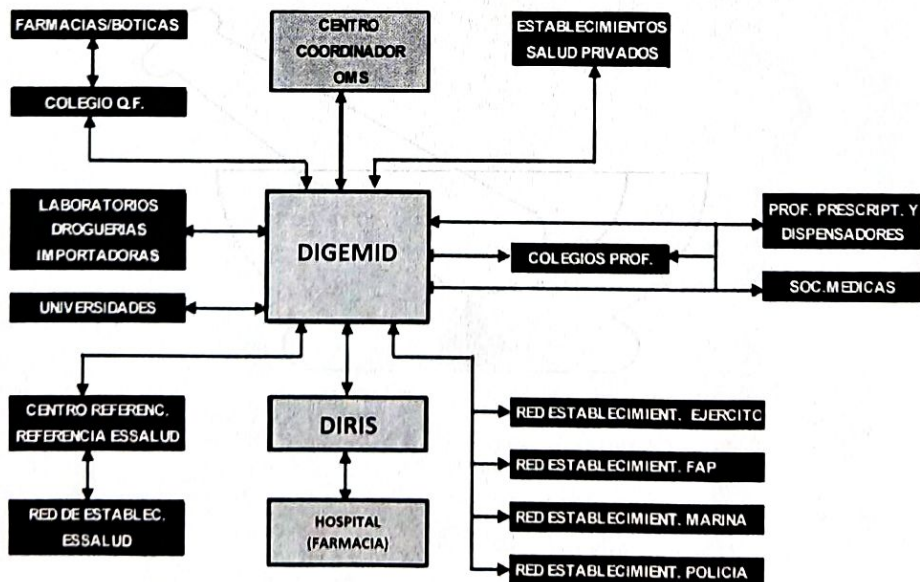 FARMACIAS/BOTICAS
CENTRO
COORDINADOR
OMS
ESTABLECIMIENTOS
SALUD PRIVADOS
COLEGIO Q.F.
LABORATORIOS
DROGUERIAS
IMPORTADORAS
DIGEMID
PROF. PRESCRIPT. Y
DISPENSADORES
COLEGIOS PROF.
UNIVERSIDADES
SOC.MEDICAS
CENTRO REFERENC.
REFERENCIA ESSALUD
DIRIS
RED ESTABLECIMIENT. EJERCITC
RED ESTABLECIMIENT. FAP
RED DE ESTABLEC.
ESSALUD
HOSPITAL
(FARMACIA)
RED ESTABLECIMIENT. MARINA
RED ESTABLECIMIENT. POLICIA